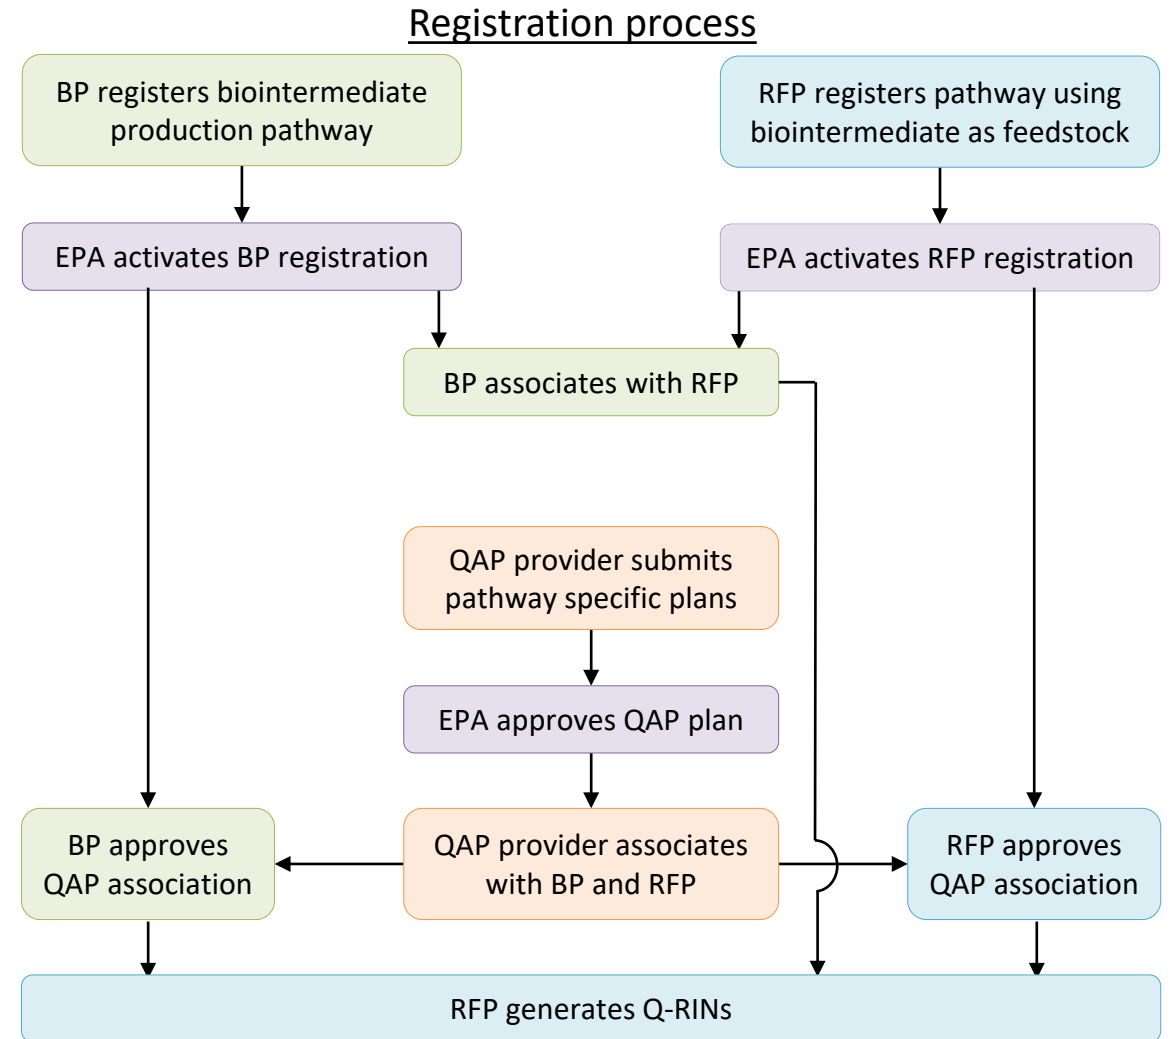 Registration process
BP registers biointermediate
production pathway
RFP registers pathway using
biointermediate as feedstock
EPA activates BP registration
EPA activates RFP registration
BP associates with RFP
QAP provider submits
pathway specific plans
EPA approves QAP plan
BP approves
QAP association
QAP provider associates
with BP and RFP
RFP approves
QAP association
RFP generates Q-RINs